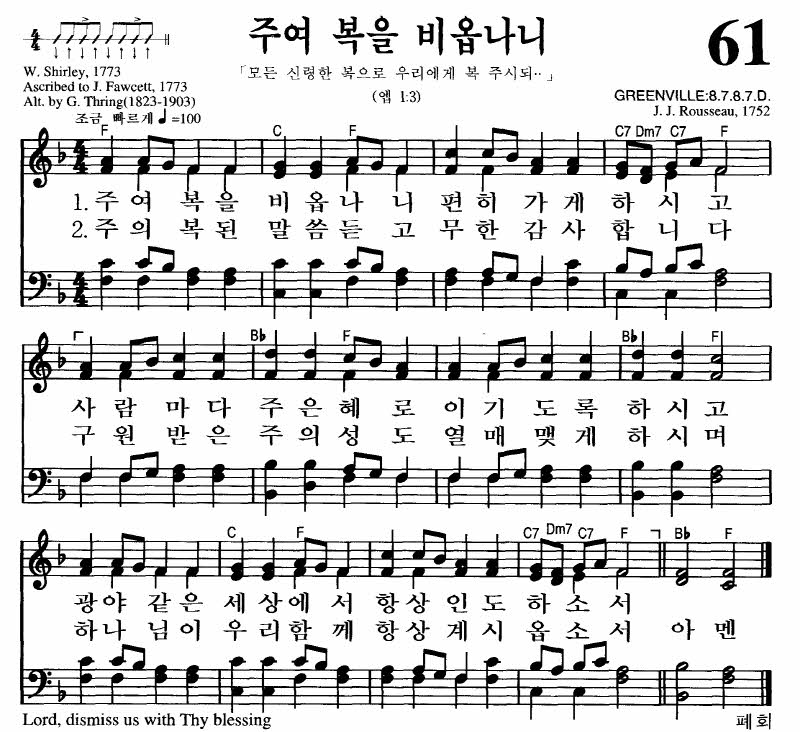 주여 복을 비옵나니
61
W. Shirley, 1773
Ascribed to J. Fawcett, 1773
Alt. by G. Thring(1823-1903)
「모든 신령한 복으로 우리에게 복 주시되‥」
(엡 1:3)
GREENVILLE:8.7.8.7.D.
J. J. Rousseau, 1752
조금 빠르게 ♩=100
F C F C7 Dm7 C7 F
4 4
1. 주 여 복 을 비 옵 나 니 편 히 가 게 하 시 고
2. 주 의 복 된 말 씀 듣 고 무 한 감 사 합 니 다
4 4
B♭ F B♭ F
사 람 마 다 주 은 혜 로 이 기 도 록 하 시 고
구 원 받 은 주 의 성 도 열 매 맺 게 하 시 며
C F C7 Dm7 C7 F B♭ F
광 야 같 은 세 상 에 서 항 상 인 도 하 소 서
하 나 님 이 우 리 함 께 항 상 계 시 옵 소 서 아 멘
Lord, dismiss us with Thy blessing
폐 회